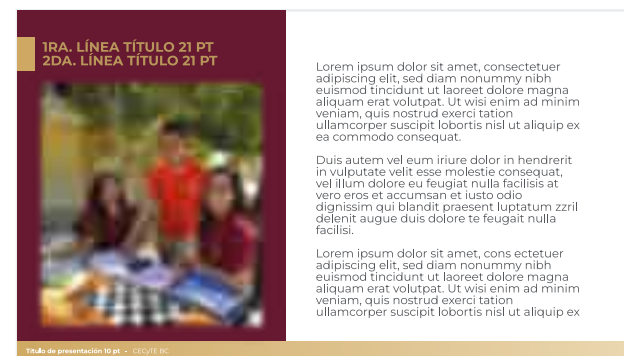 1RA. LÍNEA TÍTULO 21 PT
2DA. LÍNEA TÍTULO 21 PT
Lorem ipsum dolor sit amet, consectetuer
adipiscing elit, sed diam nonummy nibh
euismod tincidunt ut laoreet dolore magna
aliquam erat volutpat. Ut wisi enim ad minim
veniam, quis nostrud exerci tation
ullamcorper suscipit lobortis nisl ut aliquip ex
ea commodo consequat.
Duis autem vel eum iriure dolor in hendrerit
in vulputate velit esse molestie consequat,
vel illum dolore eu feugiat nulla facilisis at
vero eros et accumsan et iusto odio
dignissim qui blandit praesent luptatum zzril
delenit augue duis dolore te feugait nulla
facilisi.
Lorem ipsum dolor sit amet, cons ectetuer
adipiscing elit, sed diam nonummy nibh
euismod tincidunt ut laoreet dolore magna
aliquam erat volutpat. Ut wisi enim ad minim
veniam, quis nostrud exerci tation
ullamcorper suscipit lobortis nisl ut aliquip ex
Título de presentación 10 pt - CECyTE BC